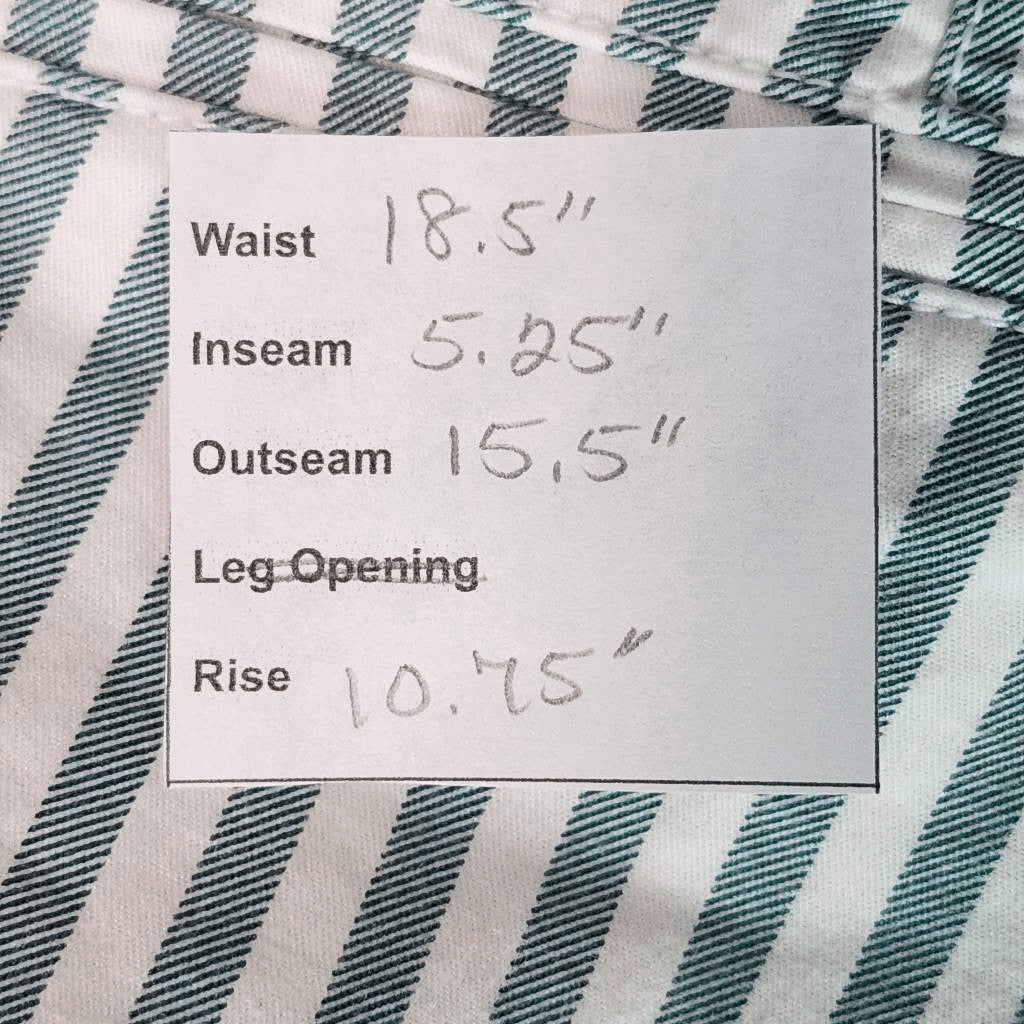 Waist 18.5"
Inseam 5.25"
Outseam 15.5"
Leg Opening
Rise 10.75"